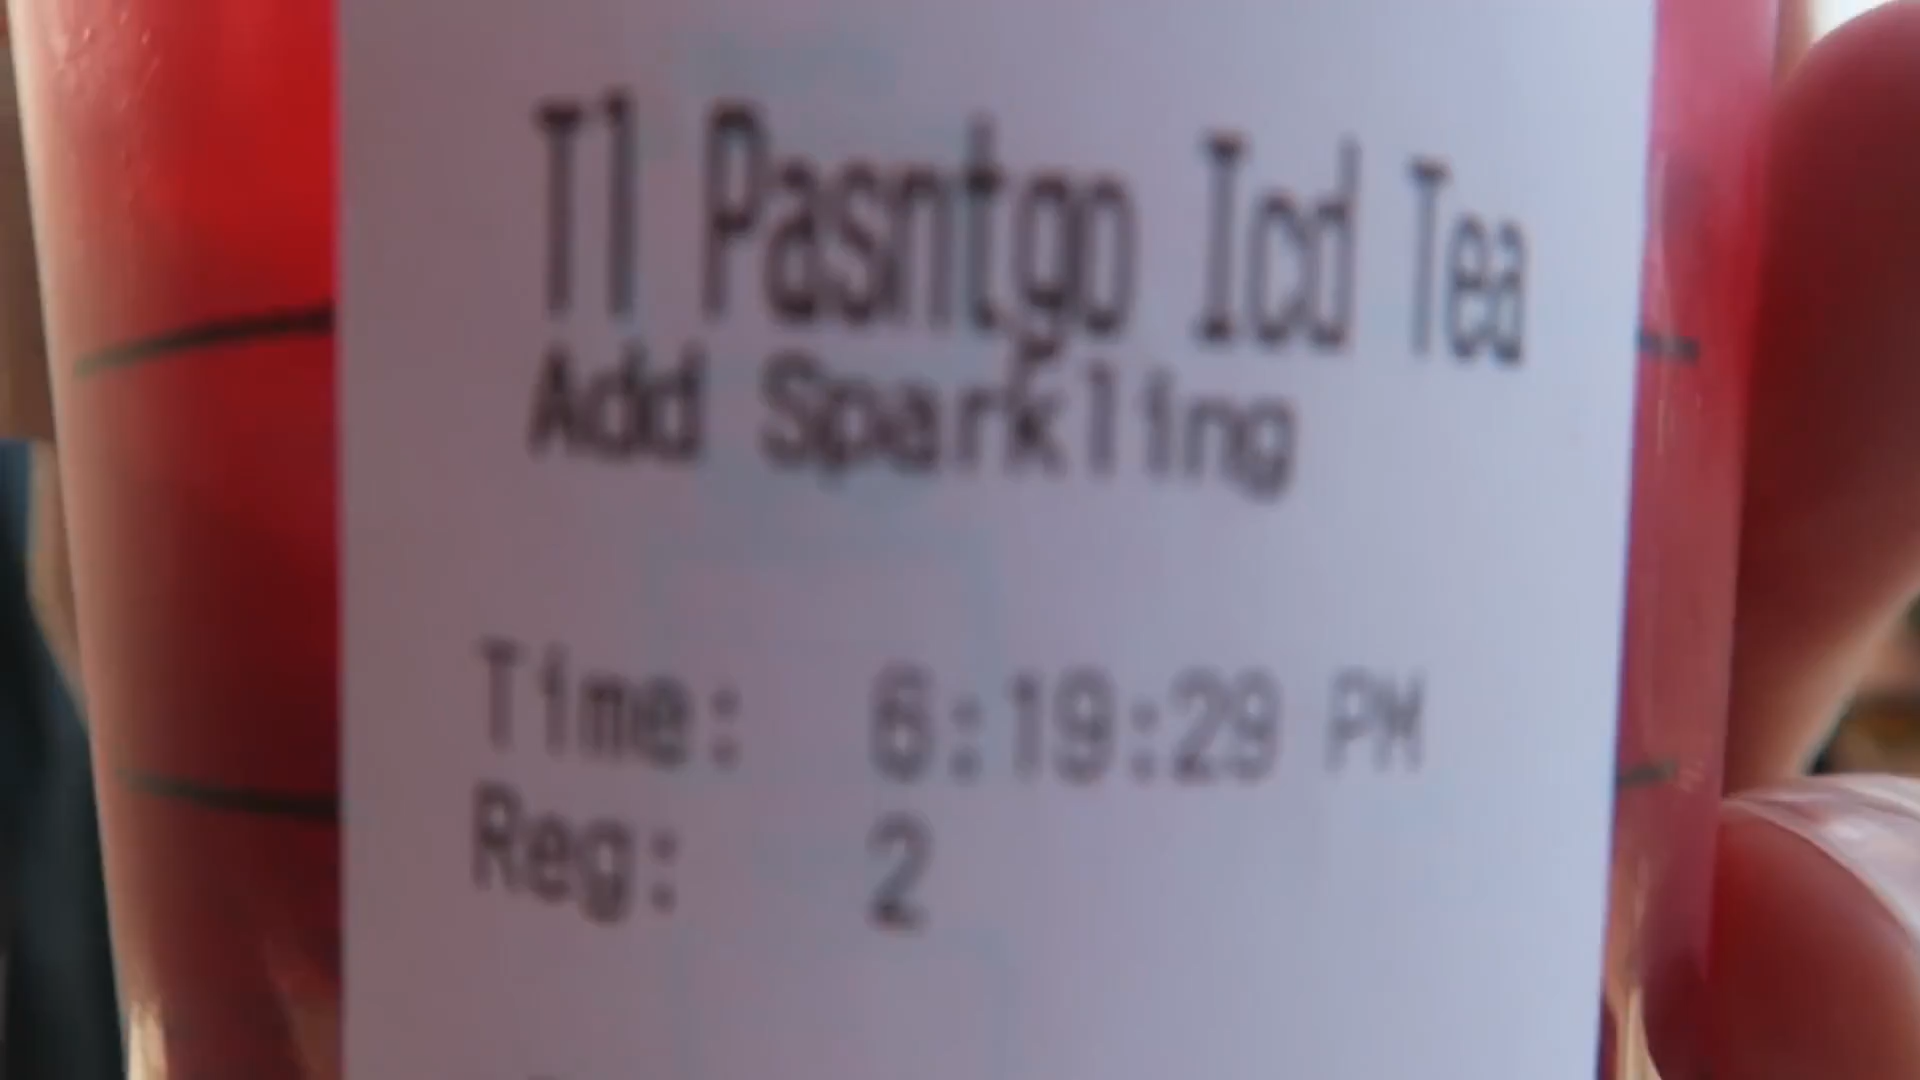 T1 Pasntgo Icd Tea
Add Sparkling
Time: 6:19:29 PM
Reg: 2